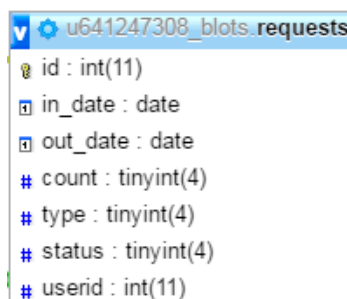 v u641247308_blots.requests
id : int(11)
in_date : date
out_date : date
# count : tinyint(4)
# type : tinyint(4)
# status : tinyint(4)
# userid : int(11)